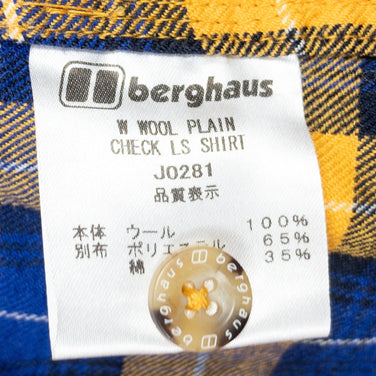 berghaus
W WOOL PLAIN
CHECK LS SHIRT
J0281
品質表示
本体 ウール 100%
別布 ポリエステル 65%
綿 35%
berghaus
berghaus